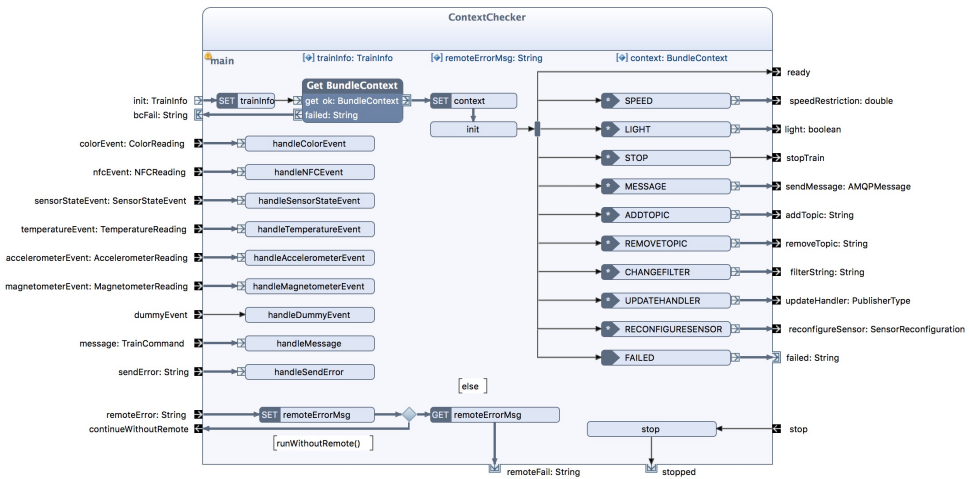 ContextChecker
main
trainInfo: TrainInfo
remoteErrorMsg: String
context: BundleContext
Get BundleContext
init: TrainInfo
SET trainInfo
get ok: BundleContext
SET context
bcFail: String
failed: String
init
ready
SPEED
speedRestriction: double
LIGHT
light: boolean
colorEvent: ColorReading
handleColorEvent
STOP
stopTrain
nfcEvent: NFCReading
handleNFCEvent
MESSAGE
sendMessage: AMQPMessage
sensorStateEvent: SensorStateEvent
handleSensorStateEvent
ADDTOPIC
addTopic: String
temperatureEvent: TemperatureReading
handleTemperatureEvent
REMOVETOPIC
removeTopic: String
accelerometerEvent: AccelerometerReading
handleAccelerometerEvent
CHANGEFILTER
filterString: String
magnetometerEvent: MagnetometerReading
handleMagnetometerEvent
UPDATEHANDLER
updateHandler: PublisherType
dummyEvent
handleDummyEvent
RECONFIGURESENSOR
reconfigureSensor: SensorReconfiguration
message: TrainCommand
handleMessage
FAILED
failed: String
sendError: String
handleSendError
else
remoteError: String
SET remoteErrorMsg
GET remoteErrorMsg
continueWithoutRemote
stop
stop
runWithoutRemote()
remoteFail: String
stopped